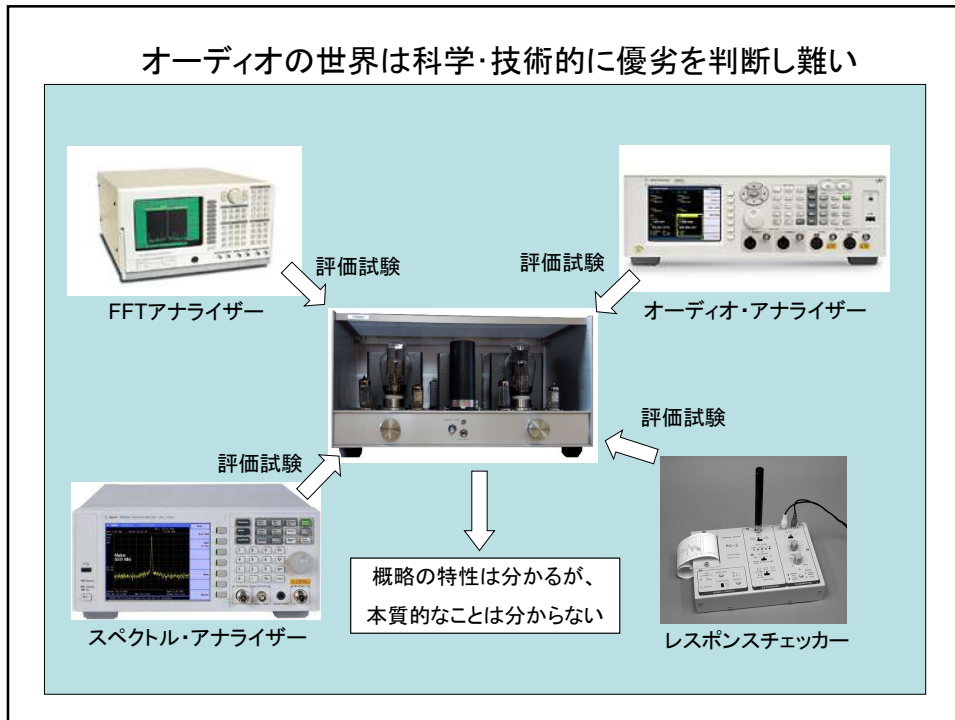 オーディオの世界は科学･技術的に優劣を判断し難い
評価試験
評価試験
FFTアナライザー
オーディオ・アナライザー
評価試験
評価試験
概略の特性は分かるが、
本質的なことは分からない
スペクトル・アナライザー
レスポンスチェッカー